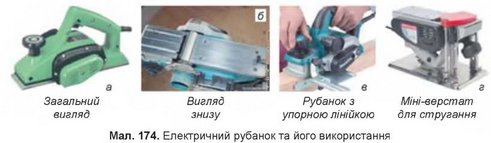 а
б
в
г
Загальний
вигляд
Вигляд
знизу
Рубанок з
упорною лінійкою
Міні-верстат
для стругання
Мал. 174. Електричний рубанок та його використання